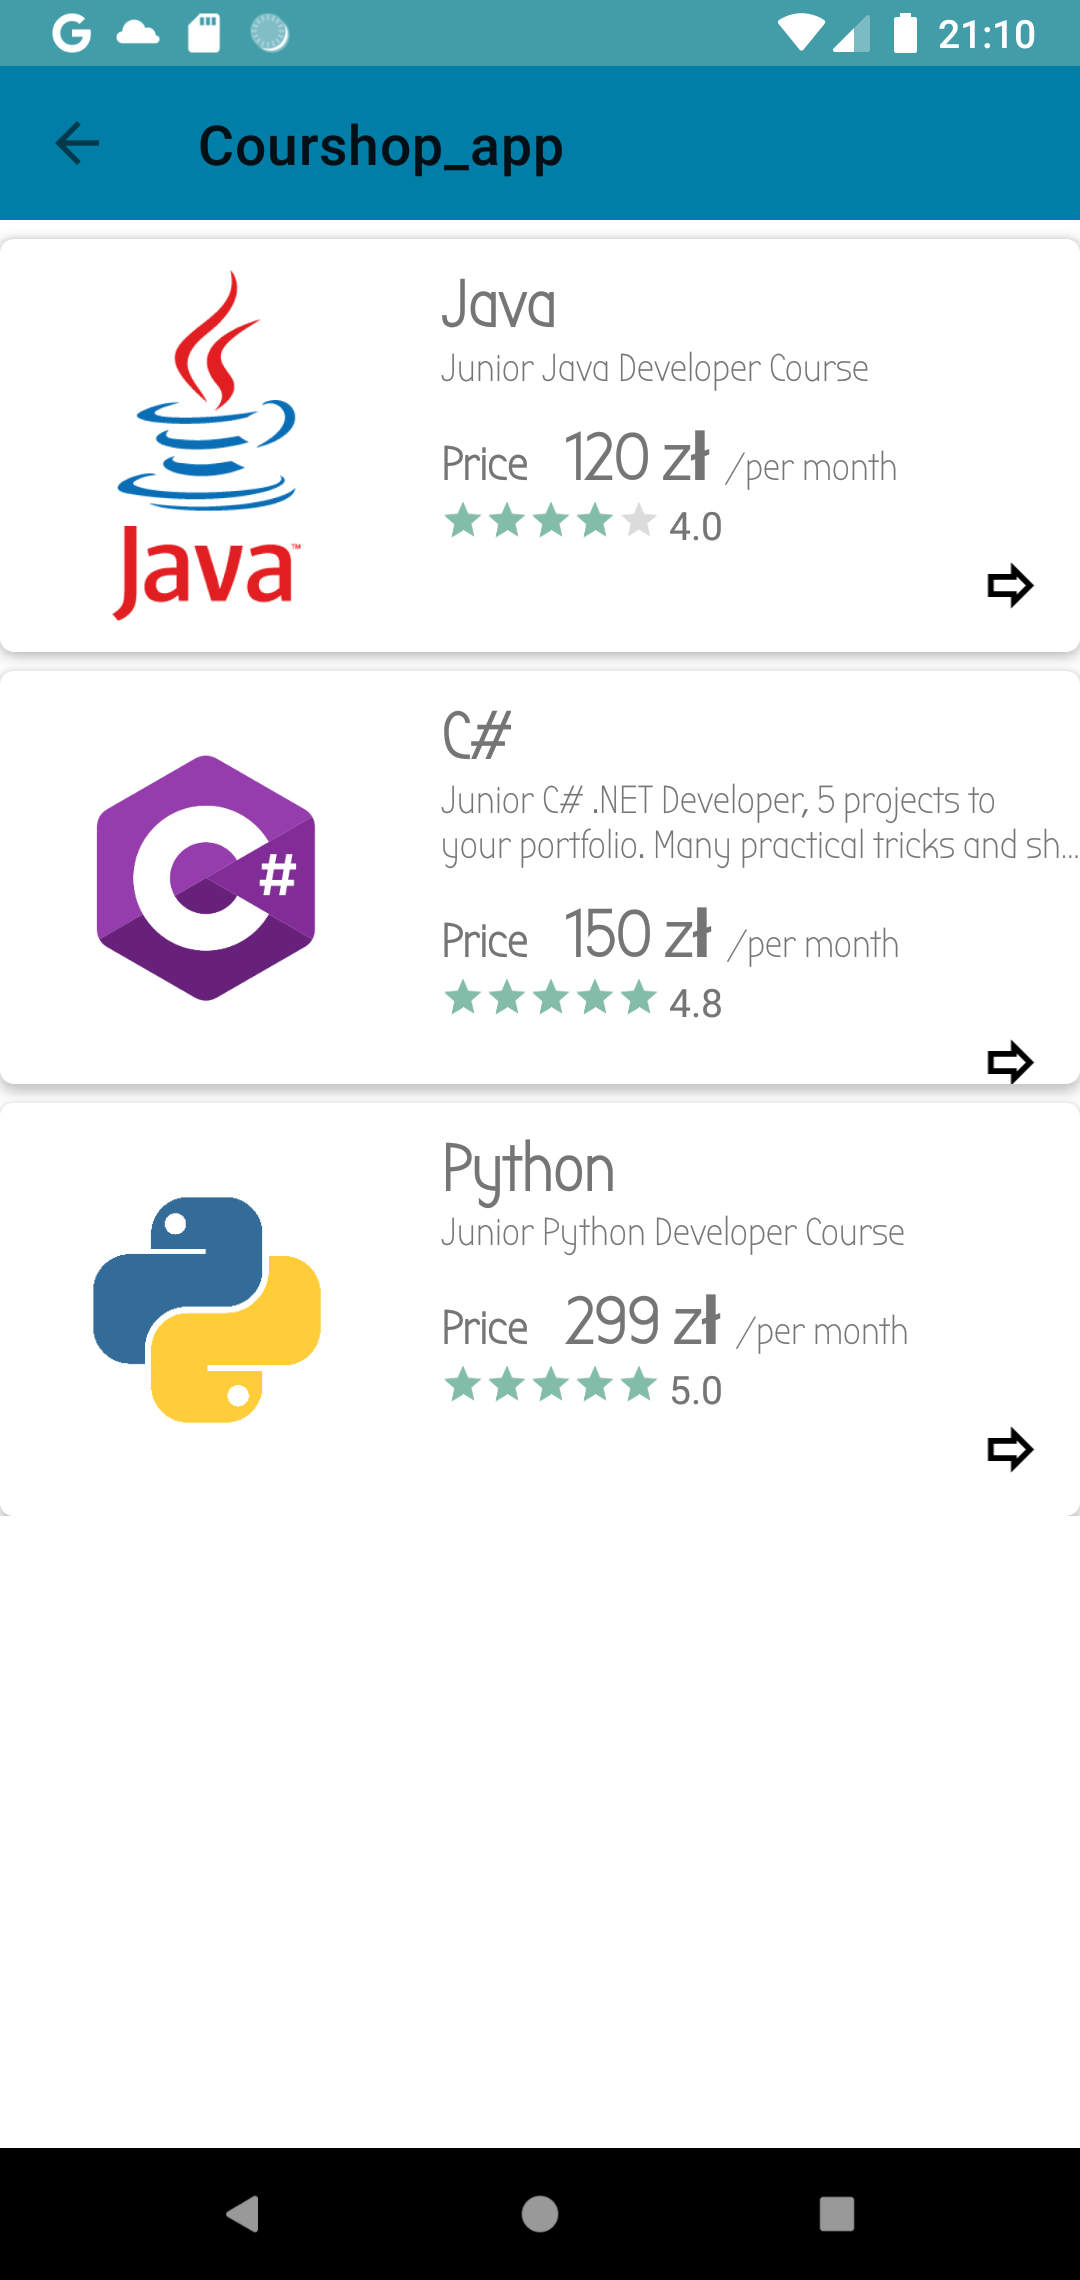 21:10
Courshop_app
Java
Junior Java Developer Course
Price 120 zł /per month
4.0
Java™
C#
Junior C# .NET Developer, 5 projects to
your portfolio. Many practical tricks and sh...
C#
Price 150 zł /per month
4.8
Python
Junior Python Developer Course
Price 299 zł /per month
5.0